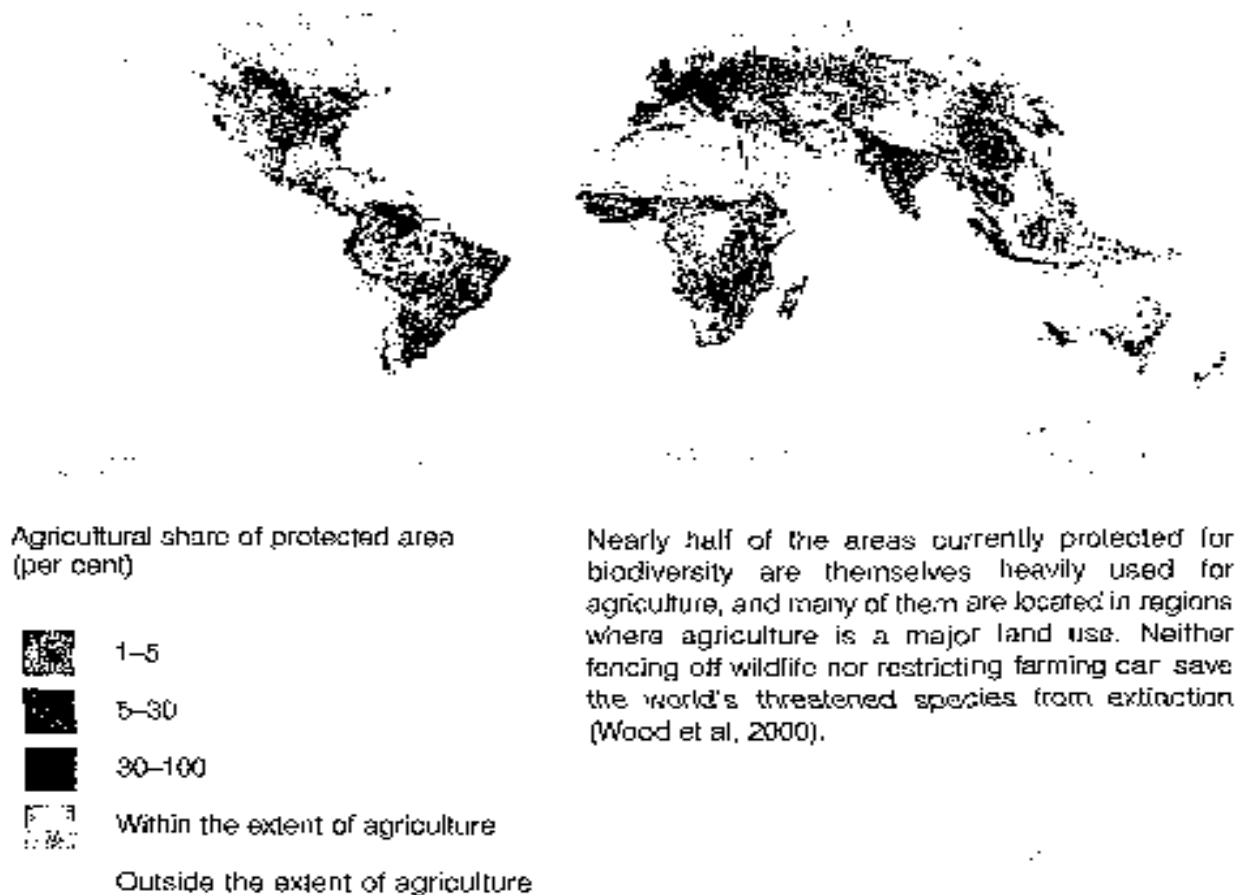 Agricultural share of protected area
(per cent)
1–5
5–30
30–100
Within the extent of agriculture
Outside the extent of agriculture
Nearly half of the areas currently protected for
biodiversity are themselves heavily used for
agriculture, and many of them are located in regions
where agriculture is a major land use. Neither
fencing off wildlife nor restricting farming can save
the world's threatened species from extinction
(Wood et al, 2000).